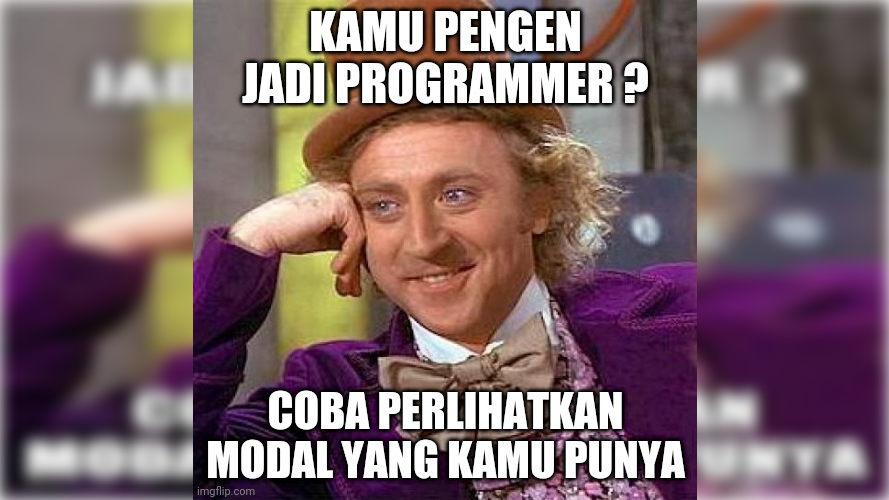 KAMU PENGEN
JADI PROGRAMMER ?
COBA PERLIHATKAN
MODAL YANG KAMU PUNYA
imgflip.com